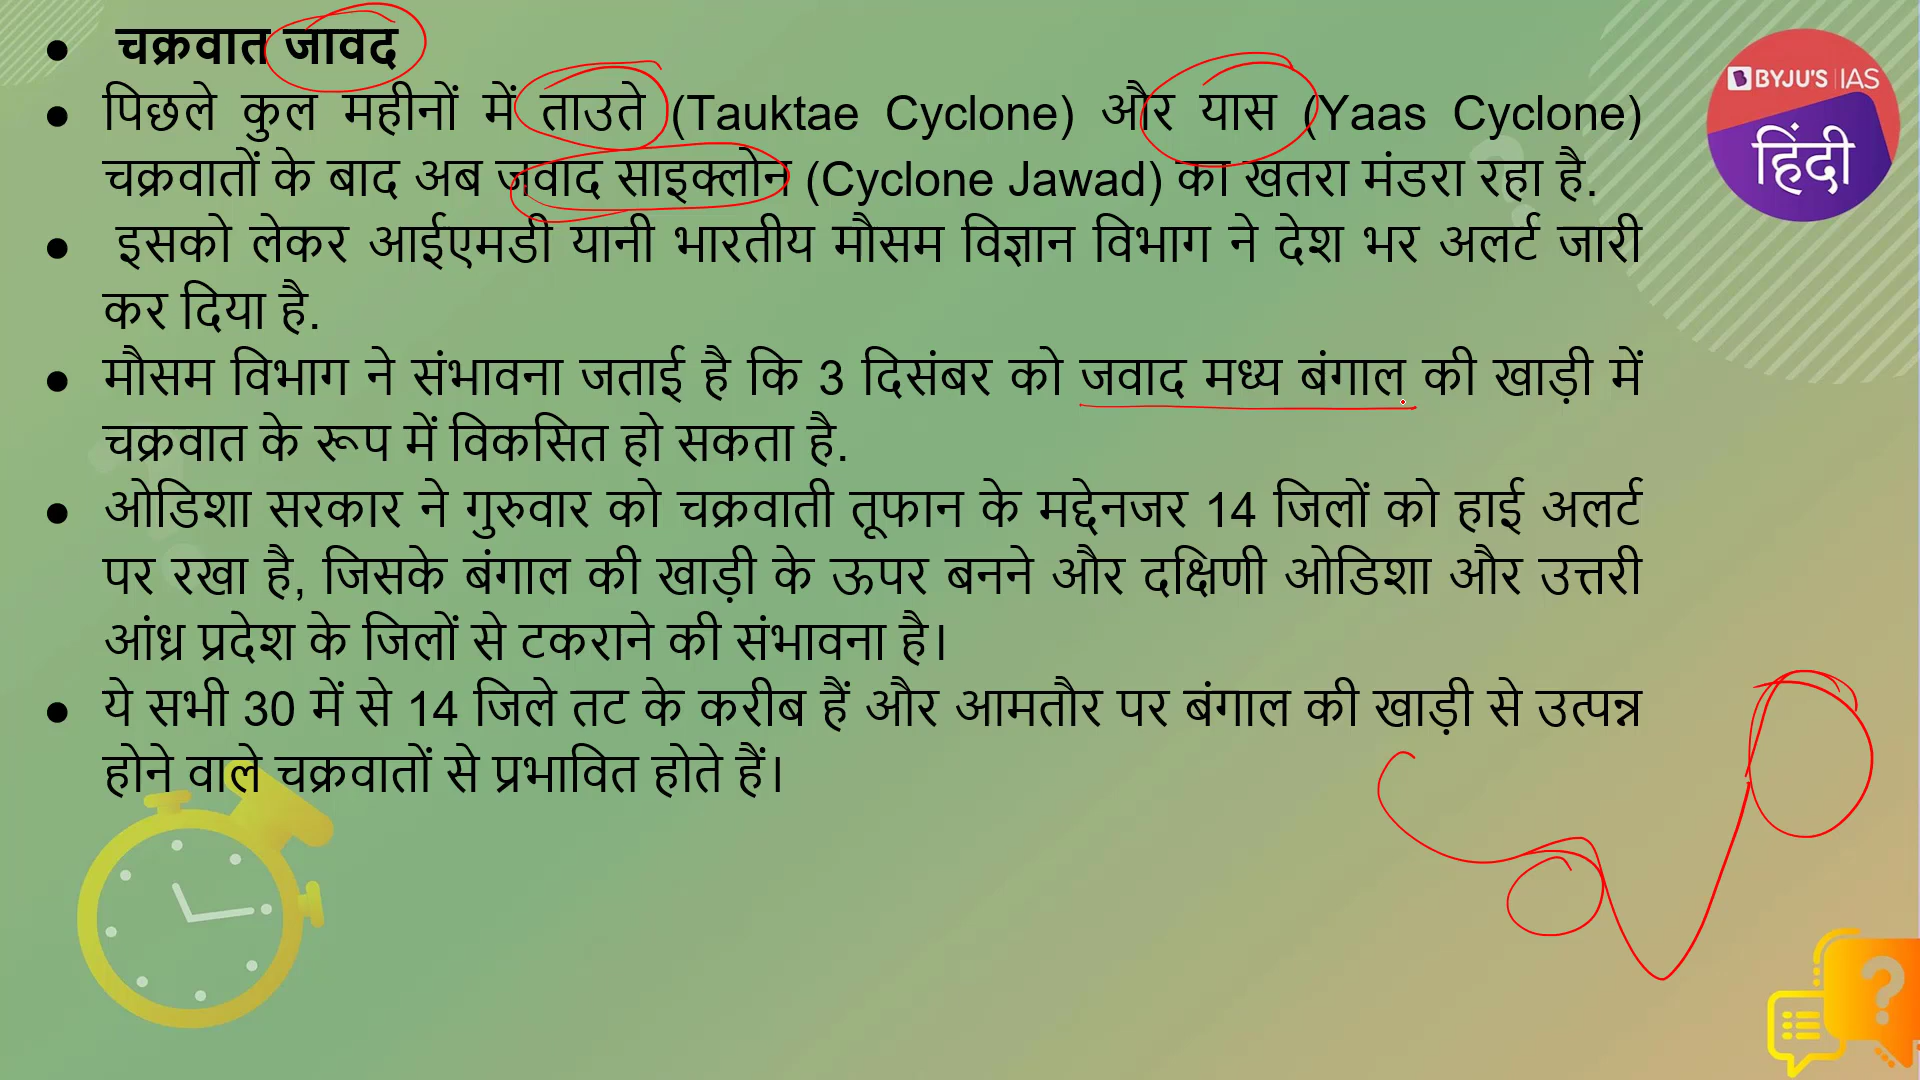 ● चक्रवात जावद
● पिछले कुल महीनों में ताउते (Tauktae Cyclone) और यास (Yaas Cyclone)
चक्रवातों के बाद अब जवाद साइक्लोन (Cyclone Jawad) का खतरा मंडरा रहा है.
● इसको लेकर आईएमडी यानी भारतीय मौसम विज्ञान विभाग ने देश भर अलर्ट जारी
कर दिया है.
● मौसम विभाग ने संभावना जताई है कि 3 दिसंबर को जवाद मध्य बंगाल की खाड़ी में
चक्रवात के रूप में विकसित हो सकता है.
● ओडिशा सरकार ने गुरुवार को चक्रवाती तूफान के मद्देनजर 14 जिलों को हाई अलर्ट
पर रखा है, जिसके बंगाल की खाड़ी के ऊपर बनने और दक्षिणी ओडिशा और उत्तरी
आंध्र प्रदेश के जिलों से टकराने की संभावना है।
● ये सभी 30 में से 14 जिले तट के करीब हैं और आमतौर पर बंगाल की खाड़ी से उत्पन्न
होने वाले चक्रवातों से प्रभावित होते हैं।
BYJU'S | IAS
हिंदी
?